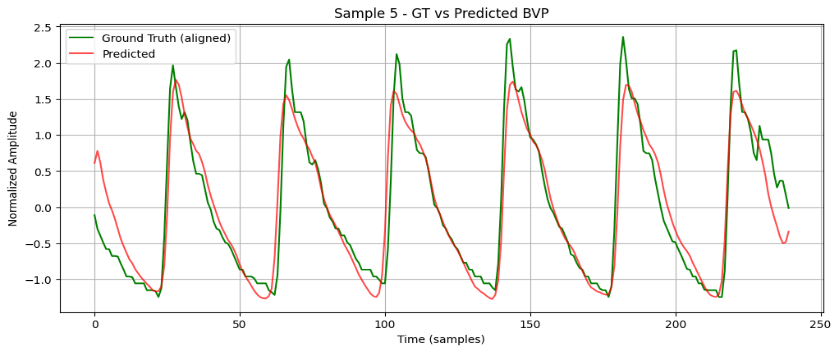 Sample 5 - GT vs Predicted BVP
Ground Truth (aligned)
Predicted
Normalized Amplitude
2.5
2.0
1.5
1.0
0.5
0.0
−0.5
−1.0
0 50 100 150 200 250
Time (samples)